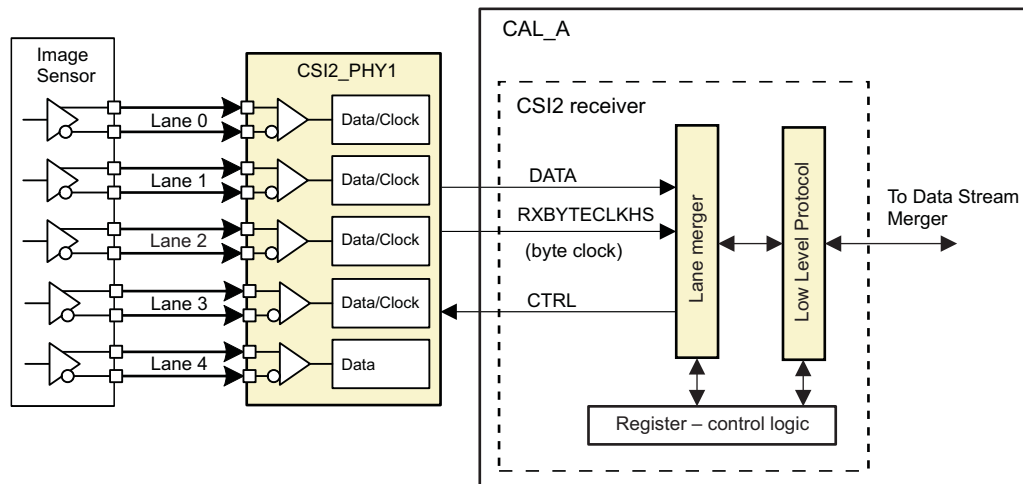 CAL_A
Image
Sensor
CSI2_PHY1
CSI2 receiver
Lane 0
Data/Clock
Lane 1
Data/Clock
DATA
Lane 2
Data/Clock
RXBYTECLKHS
(byte clock)
Lane merger
Low Level Protocol
To Data Stream
Merger
Lane 3
Data/Clock
CTRL
Lane 4
Data
Register – control logic